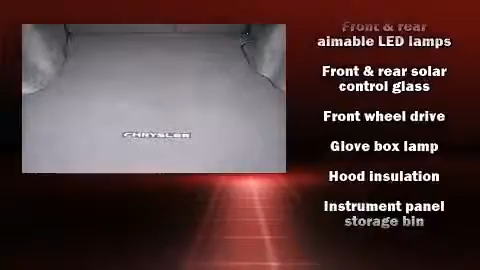 Front & rear
aimable LED lamps
Front & rear solar
control glass
Front wheel drive
Glove box lamp
Hood insulation
Instrument panel
storage bin
CHRYSLER